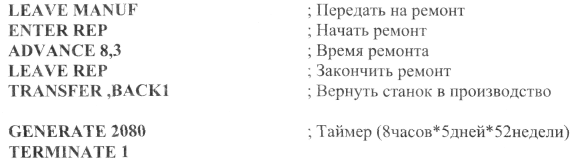 LEAVE MANUF ; Передать на ремонт
ENTER REP ; Начать ремонт
ADVANCE 8,3 ; Время ремонта
LEAVE REP ; Закончить ремонт
TRANSFER ,BACK1 ; Вернуть станок в производство
GENERATE 2080 ; Таймер (8часов*5дней*52недели)
TERMINATE 1